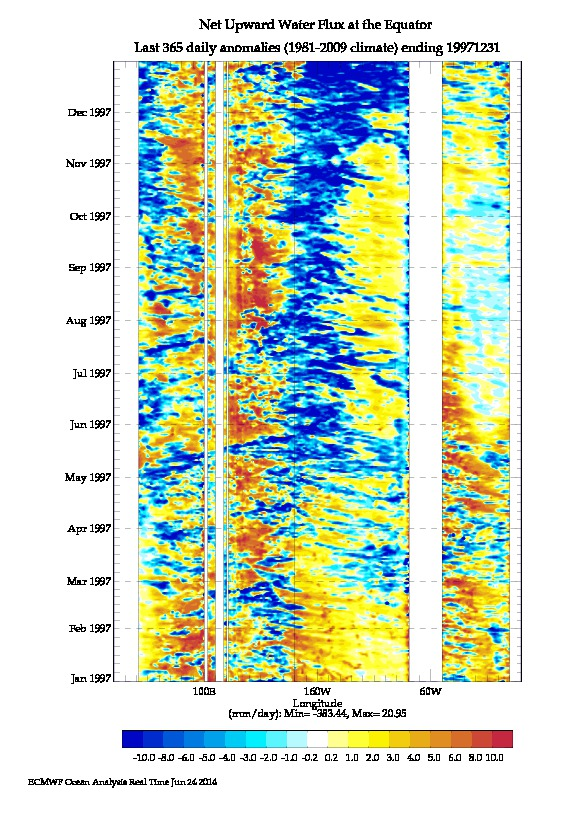 Net Upward Water Flux at the Equator
Last 365 daily anomalies (1981-2009 climate) ending 19971231
Dec 1997
Nov 1997
Oct 1997
Sep 1997
Aug 1997
Jul 1997
Jun 1997
May 1997
Apr 1997
Mar 1997
Feb 1997
Jan 1997
100E 160W 60W
Longitude
(mm/day): Min= -383.44, Max= 20.95
-10.0 -8.0 -6.0 -5.0 -4.0 -3.0 -2.0 -1.0 -0.2 0.2 1.0 2.0 3.0 4.0 5.0 6.0 8.0 10.0
ECMWF Ocean Analysis Real Time Jun 24 2014